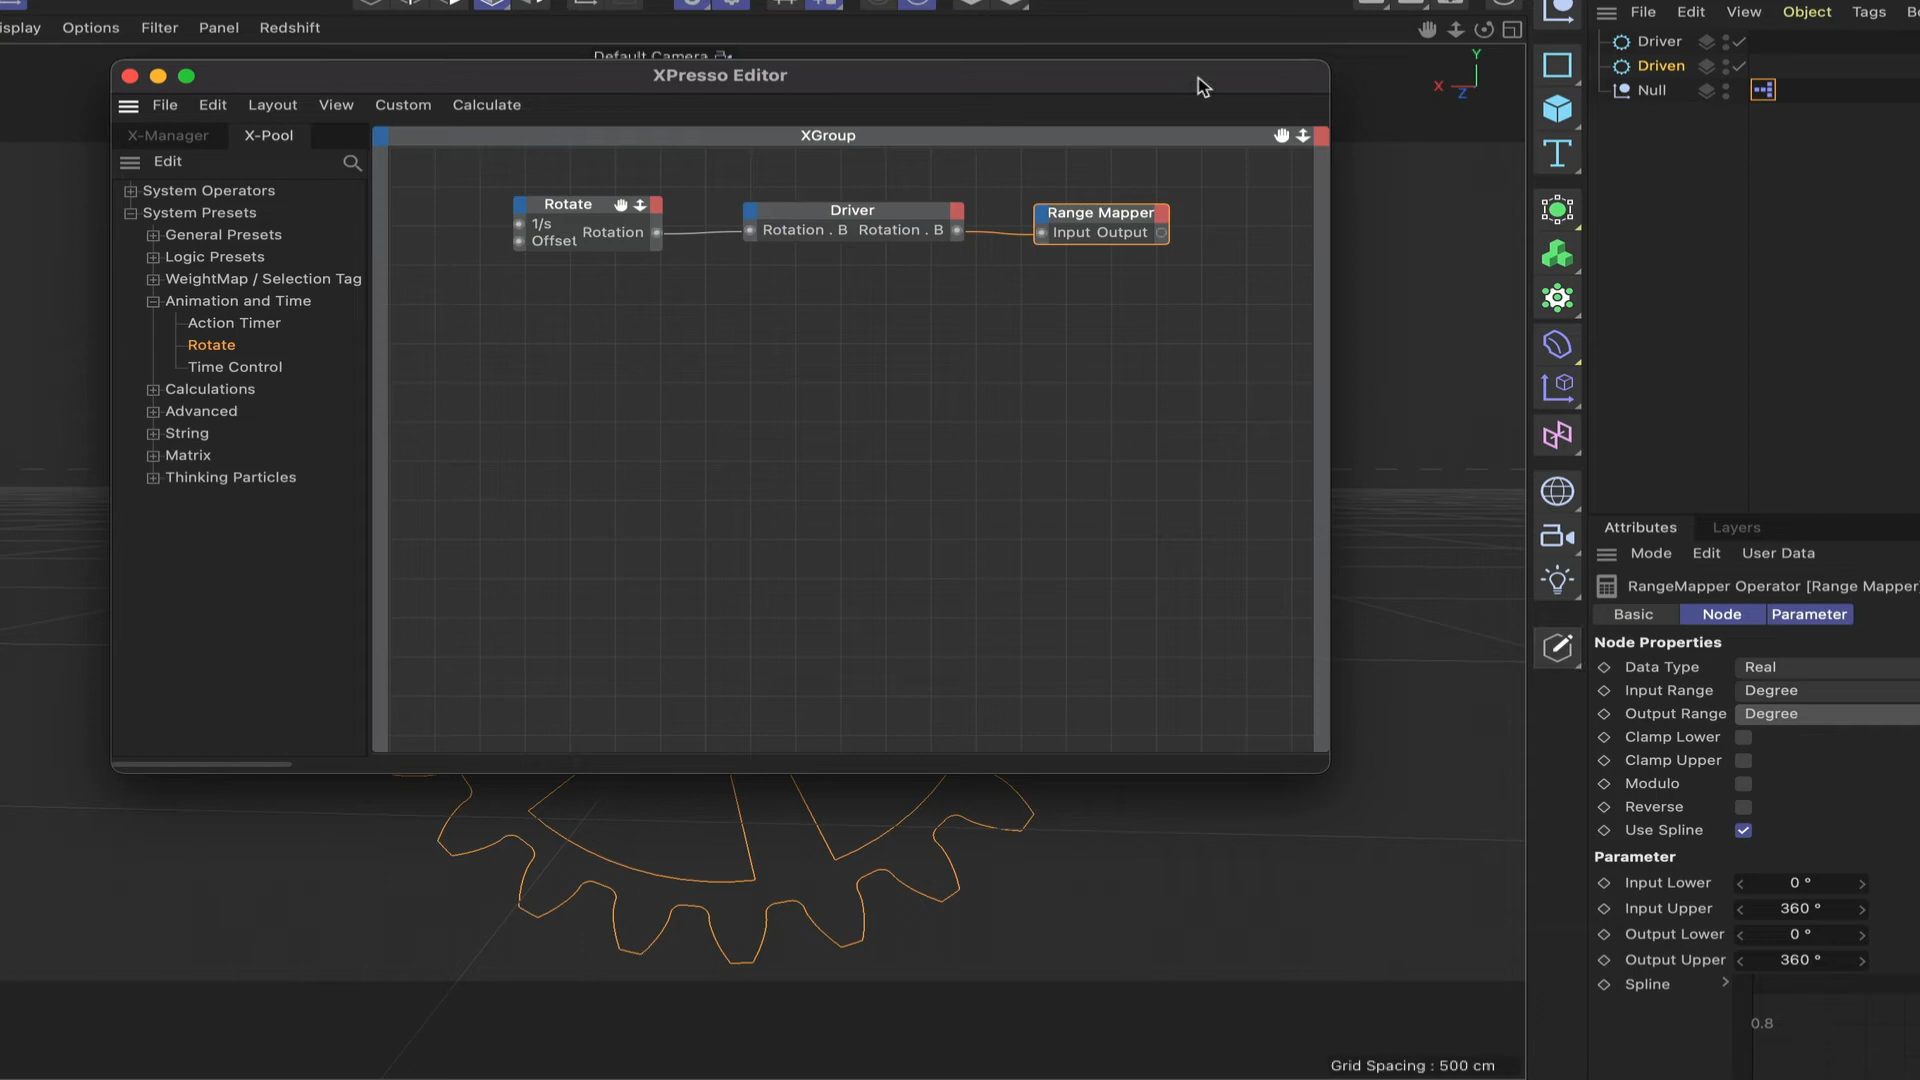 Options Filter Panel Redshift
File Edit View Object Tags
Default Camera
Driver
Driven
Null
XPresso Editor
Y
X
Z
File Edit Layout View Custom Calculate
X-Manager X-Pool
XGroup
Edit
System Operators
System Presets
General Presets
Logic Presets
WeightMap / Selection Tag
Animation and Time
Action Timer
Rotate
Time Control
Calculations
Advanced
String
Matrix
Thinking Particles
Rotate
1/s
Offset
Rotation
Driver
Rotation . B Rotation . B
Range Mapper
Input Output
Attributes Layers
Mode Edit User Data
RangeMapper Operator [Range Mapper
Basic Node Parameter
Node Properties
Data Type Real
Input Range Degree
Output Range Degree
Clamp Lower
Clamp Upper
Modulo
Reverse
Use Spline
Parameter
Input Lower 0 °
Input Upper 360 °
Output Lower 0 °
Output Upper 360 °
Spline
0.8
Grid Spacing : 500 cm